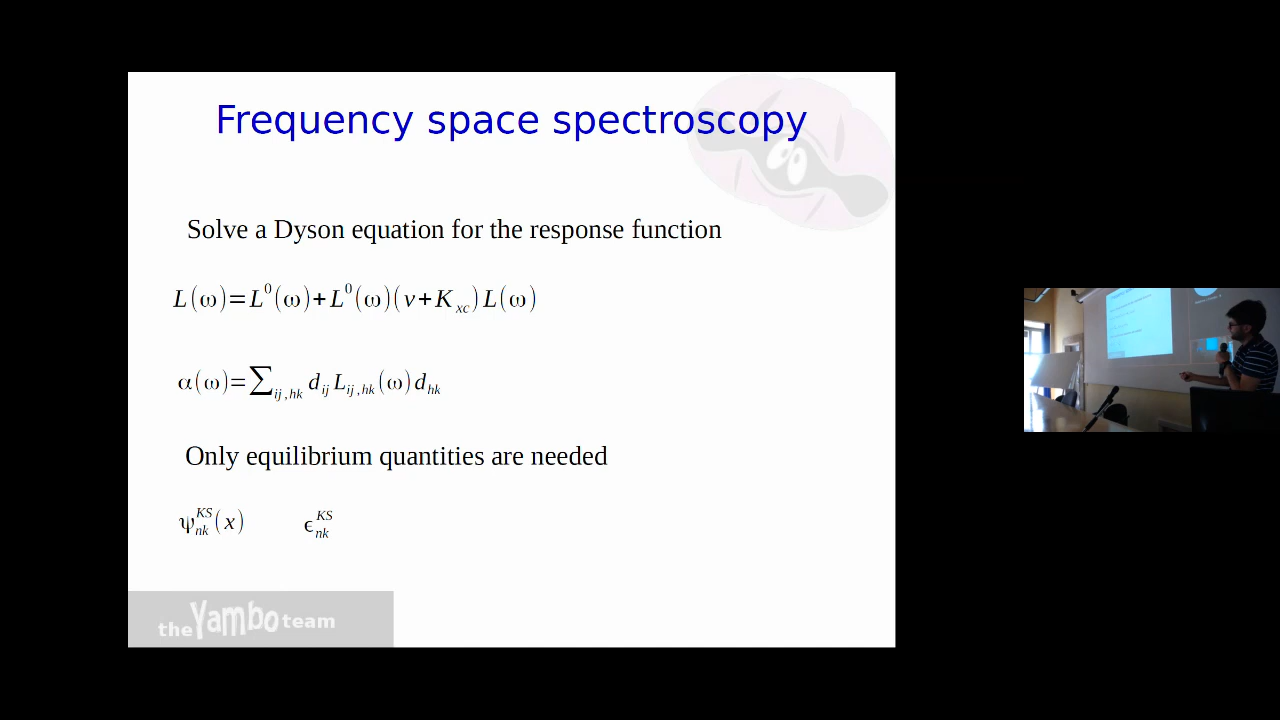 Frequency space spectroscopy
Solve a Dyson equation for the response function
L(ω)=L⁰(ω)+L⁰(ω)(v+K_xc)L(ω)
α(ω)=∑_ij,hk d_ij L_ij,hk(ω)d_hk
Only equilibrium quantities are needed
ψ_nk^KS(x) ϵ_nk^KS
the Yambo team